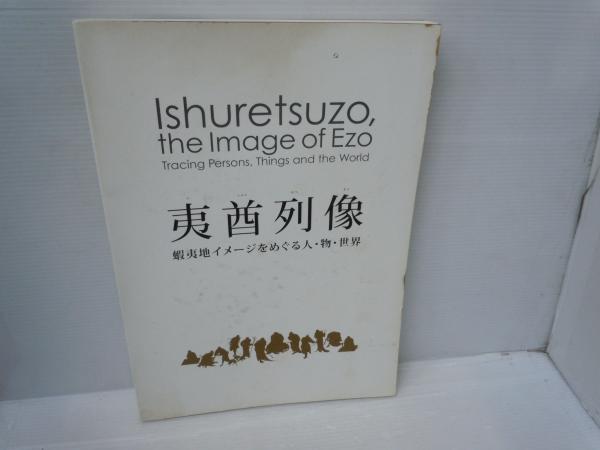 Ishuretsuzo,
the Image of Ezo
Tracing Persons, Things and the World
夷酋列像
蝦夷地イメージをめぐる人・物・世界